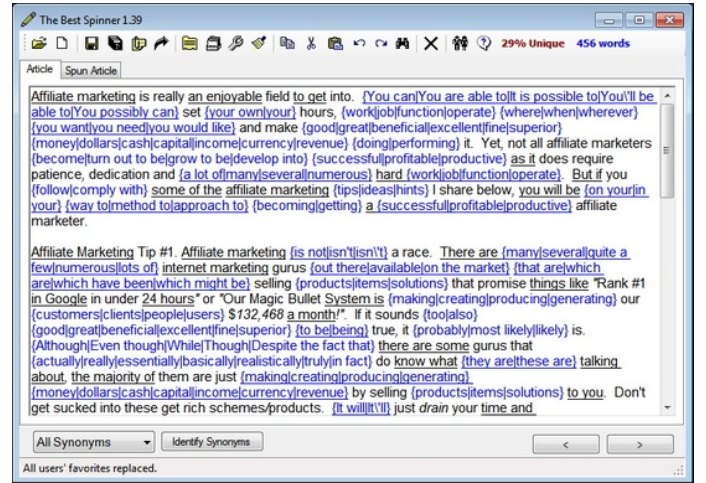 The Best Spinner 1.39
29% Unique 456 words
Article Spun Article
Affiliate marketing is really an enjoyable field to get into. {You can|You are able to|It is possible to|You\'ll be
able to|You possibly can} set {your own|your} hours, {work|job|function|operate} {where|when|wherever}
{you want|you need|you would like} and make {good|great|beneficial|excellent|fine|superior}
{money|dollars|cash|capital|income|currency|revenue} {doing|performing} it. Yet, not all affiliate marketers
{become|turn out to be|grow to be|develop into} {successful|profitable|productive} as it does require
patience, dedication and {a lot of|many|several|numerous} hard {work|job|function|operate}. But if you
{follow|comply with} some of the affiliate marketing {tips|ideas|hints} I share below, you will be {on your|in
your} {way to|method to|approach to} {becoming|getting} a {successful|profitable|productive} affiliate
marketer.
Affiliate Marketing Tip #1. Affiliate marketing {is not|isn't|isn\'t} a race. There are {many|several|quite a
few|numerous|lots of} internet marketing gurus {out there|available|on the market} {that are|which
are|which have been|which might be} selling {products|items|solutions} that promise things like "Rank #1
in Google in under 24 hours" or "Our Magic Bullet System is {making|creating|producing|generating} our
{customers|clients|people|users} $132,468 a month!". If it sounds {too|also}
{good|great|beneficial|excellent|fine|superior} {to be|being} true, it {probably|most likely|likely} is.
{Although|Even though|While|Though|Despite the fact that} there are some gurus that
{actually|really|essentially|basically|realistically|truly|in fact} do know what {they are|these are} talking
about, the majority of them are just {making|creating|producing|generating}
{money|dollars|cash|capital|income|currency|revenue} by selling {products|items|solutions} to you. Don't
get sucked into these get rich schemes/products. {It will|It\'ll} just drain your time and
All Synonyms Identify Synonyms < >
All users' favorites replaced.